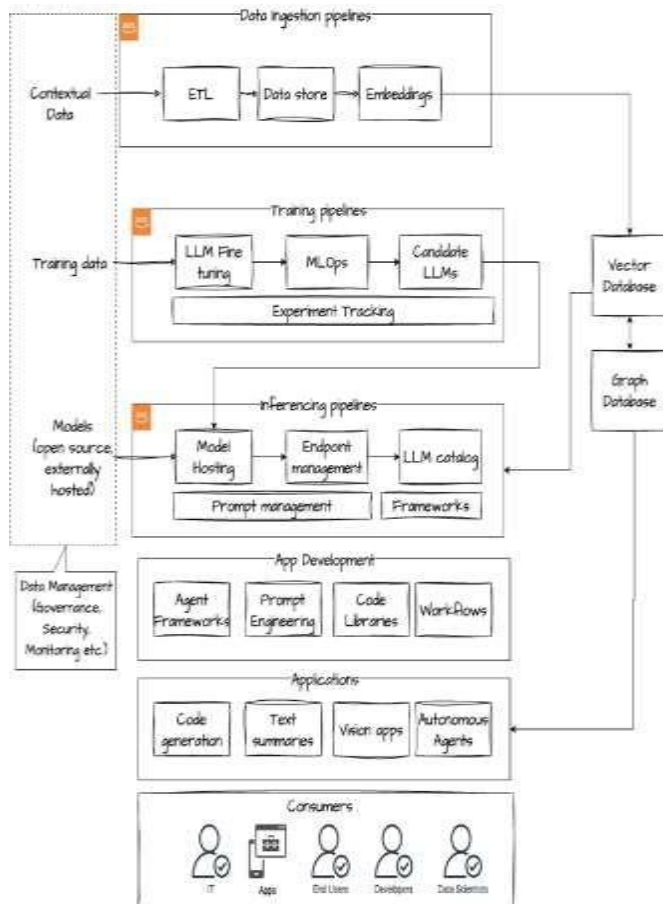 Data Ingestion pipelines
Contextual
Data
ETL
Data store
Embeddings
Training pipelines
Training data
LLM Fine
tuning
MLOps
Candidate
LLMs
Experiment Tracking
Vector
Database
Graph
Database
Inferencing pipelines
Models
(open source,
externally
hosted)
Model
Hosting
Endpoint
management
LLM catalog
Prompt management
Frameworks
App Development
Data Management
(Governance,
Security,
Monitoring etc)
Agent
Frameworks
Prompt
Engineering
Code
Libraries
Workflows
Applications
Code
generation
Text
summaries
Vision apps
Autonomous
Agents
Consumers
IT
Apps
End Users
Developers
Data Scientists